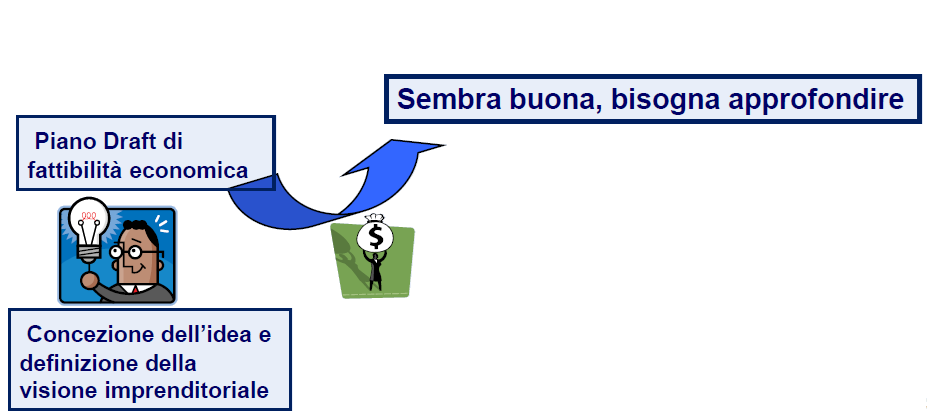 Sembra buona, bisogna approfondire
Piano Draft di
fattibilità economica
$
Concezione dell’idea e
definizione della
visione imprenditoriale